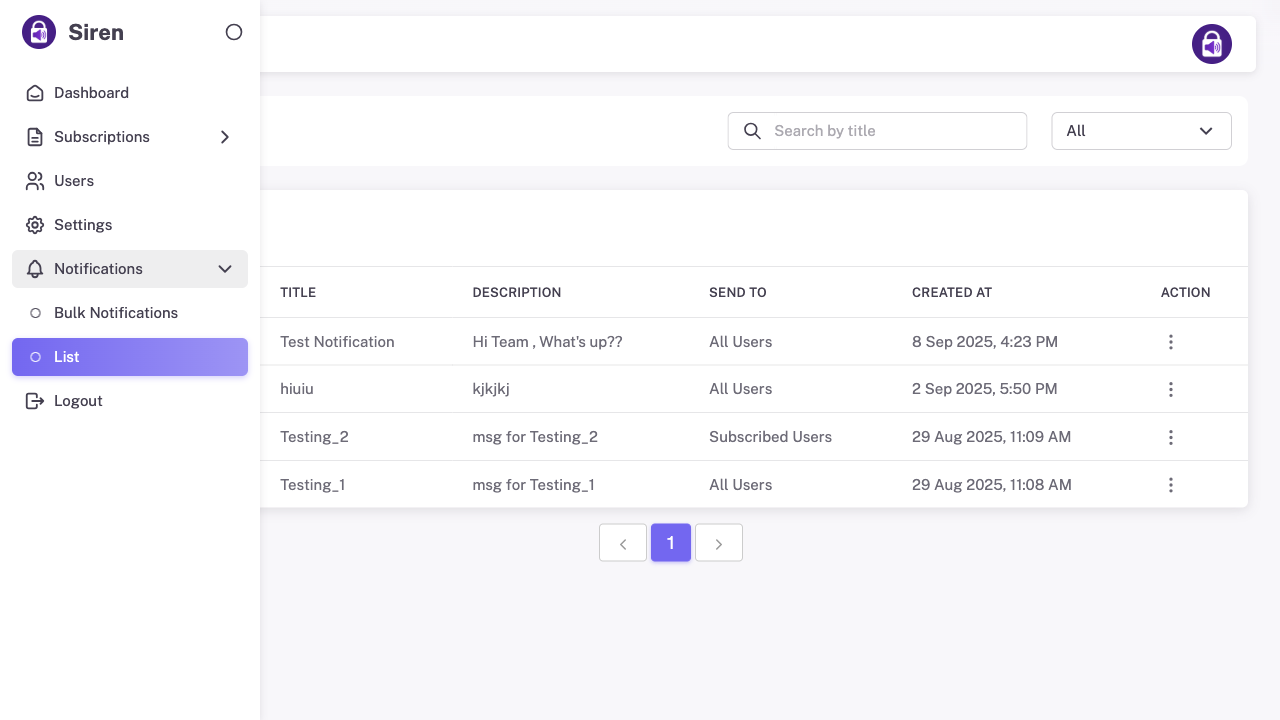 Siren
Dashboard
Subscriptions
Users
Settings
Notifications
Bulk Notifications
List
Logout
Search by title
All
TITLE DESCRIPTION SEND TO CREATED AT ACTION
Test Notification Hi Team , What's up?? All Users 8 Sep 2025, 4:23 PM
hiuiu kjkjkj All Users 2 Sep 2025, 5:50 PM
Testing_2 msg for Testing_2 Subscribed Users 29 Aug 2025, 11:09 AM
Testing_1 msg for Testing_1 All Users 29 Aug 2025, 11:08 AM
1